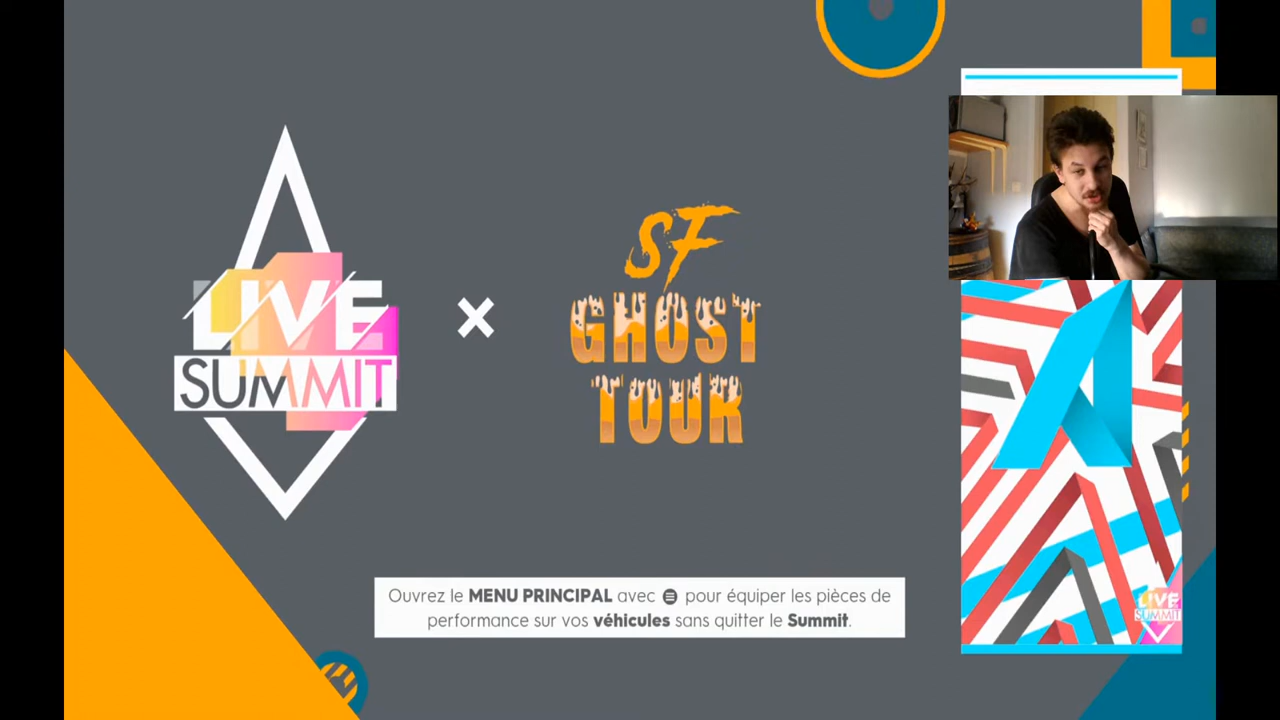 LIVE
SUMMIT
×
SF
GHOST
TOUR
Ouvrez le MENU PRINCIPAL avec pour équiper les pièces de
performance sur vos véhicules sans quitter le Summit.
LIVE
SUMMIT